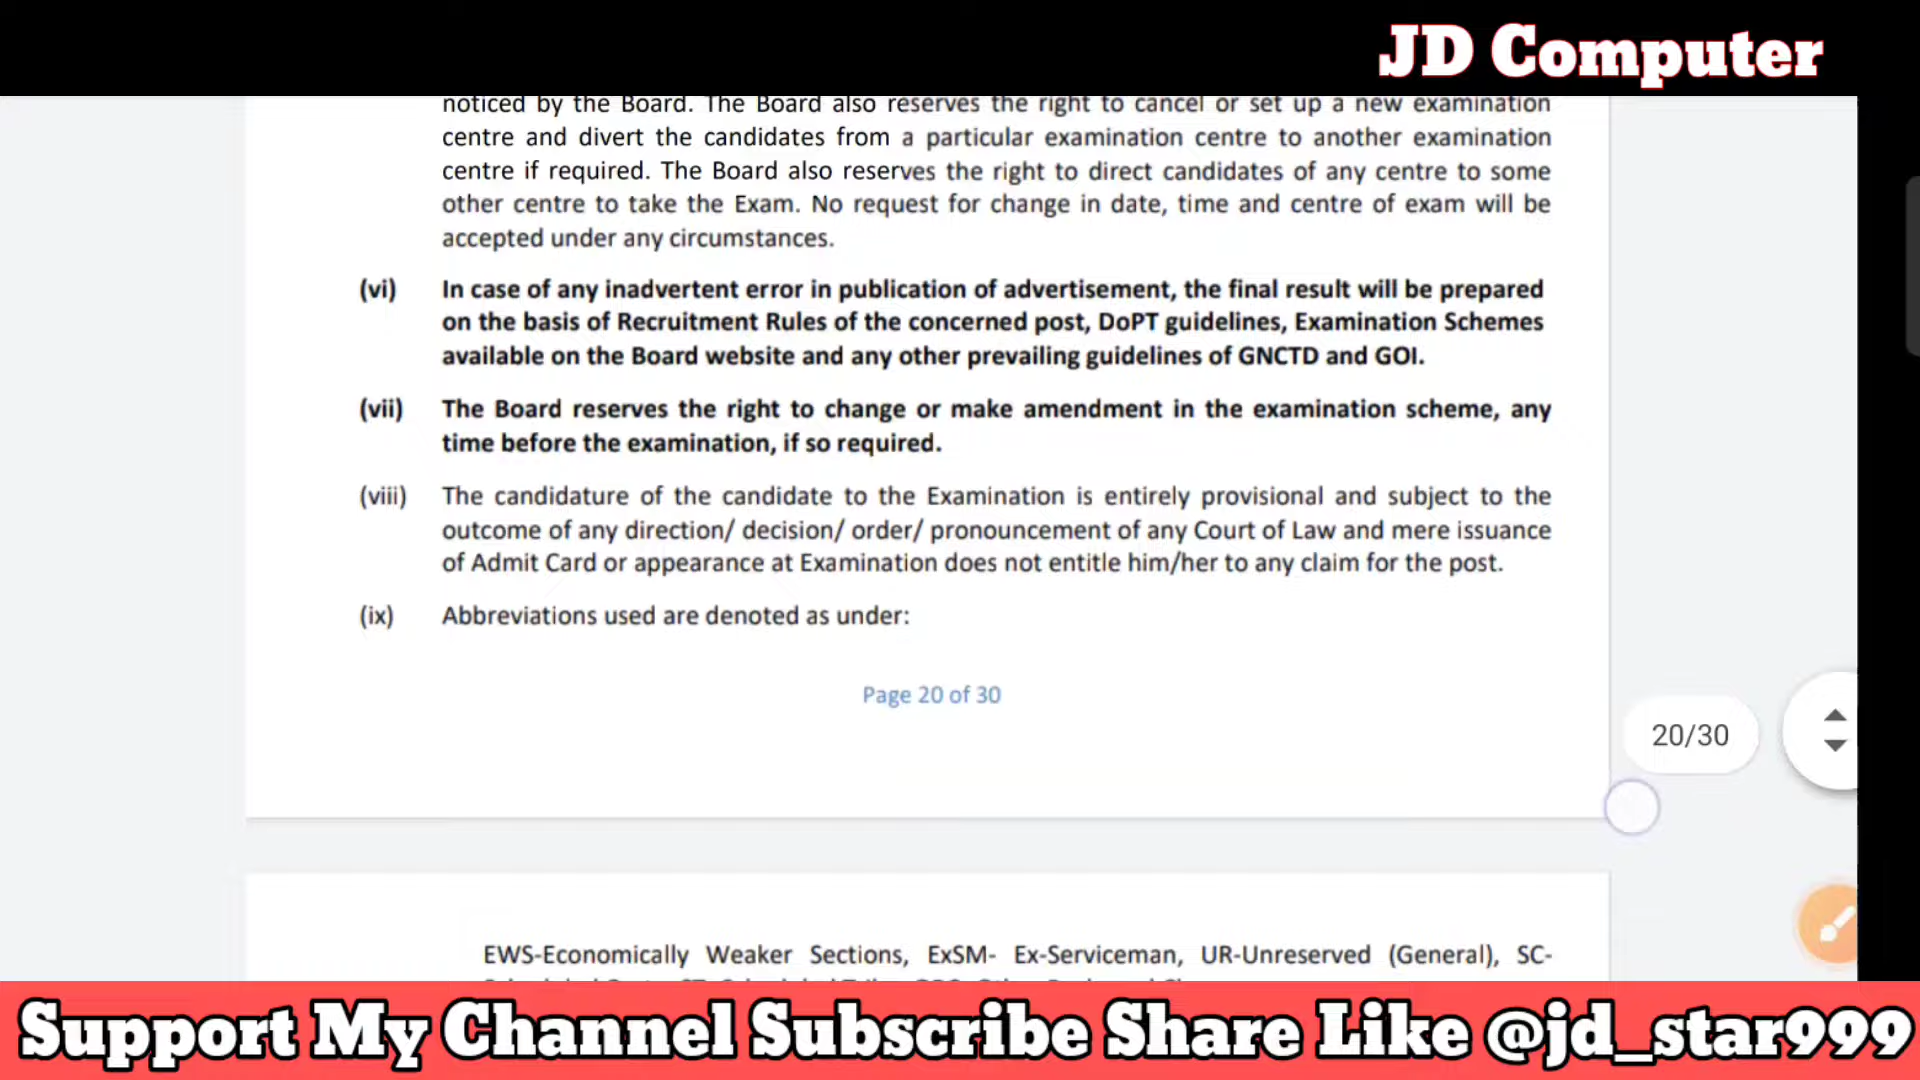 JD Computer
noticed by the Board. The Board also reserves the right to cancel or set up a new examination
centre and divert the candidates from a particular examination centre to another examination
centre if required. The Board also reserves the right to direct candidates of any centre to some
other centre to take the Exam. No request for change in date, time and centre of exam will be
accepted under any circumstances.
(vi) In case of any inadvertent error in publication of advertisement, the final result will be prepared
on the basis of Recruitment Rules of the concerned post, DoPT guidelines, Examination Schemes
available on the Board website and any other prevailing guidelines of GNCTD and GOI.
(vii) The Board reserves the right to change or make amendment in the examination scheme, any
time before the examination, if so required.
(viii) The candidature of the candidate to the Examination is entirely provisional and subject to the
outcome of any direction/ decision/ order/ pronouncement of any Court of Law and mere issuance
of Admit Card or appearance at Examination does not entitle him/her to any claim for the post.
(ix) Abbreviations used are denoted as under:
Page 20 of 30
20/30
EWS-Economically Weaker Sections, ExSM- Ex-Serviceman, UR-Unreserved (General), SC-
Support My Channel Subscribe Share Like @jd_star999